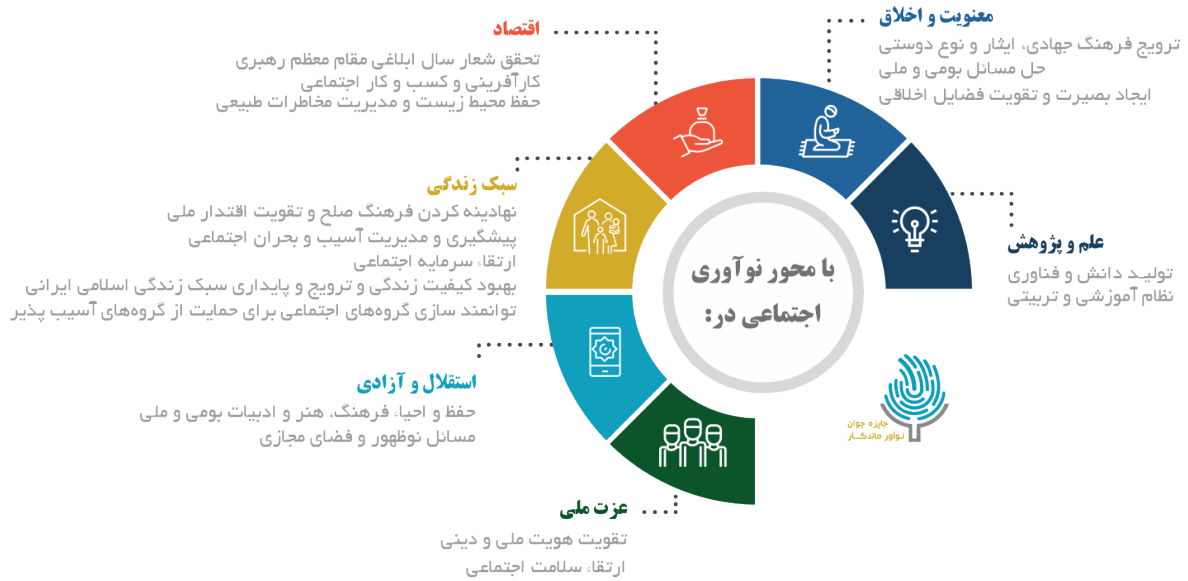 معنویت و اخلاق
ترویج فرهنگ جهادی، ایثار و نوع دوستی
حل مسائل بومی و ملی
ایجاد بصیرت و تقویت فضایل اخلاقی
علم و پژوهش
تولید دانش و فناوری
نظام آموزشی و تربیتی
اقتصاد
تحقق شعار سال ابلاغی مقام معظم رهبری
کارآفرینی و کسب و کار اجتماعی
حفظ محیط زیست و مدیریت مخاطرات طبیعی
سبک زندگی
نهادینه کردن فرهنگ صلح و تقویت اقتدار ملی
پیشگیری و مدیریت آسیب و بحران اجتماعی
ارتقاء سرمایه اجتماعی
بهبود کیفیت زندگی و ترویج و پایداری سبک زندگی اسلامی ایرانی
توانمند سازی گروه‌های اجتماعی برای حمایت از گروه‌های آسیب پذیر
استقلال و آزادی
حفظ و احیاء فرهنگ، هنر و ادبیات بومی و ملی
مسائل نوظهور و فضای مجازی
عزت ملی
تقویت هویت ملی و دینی
ارتقاء سلامت اجتماعی
با محور نوآوری
اجتماعی در:
جایزه جوان
نوآور ماندگار